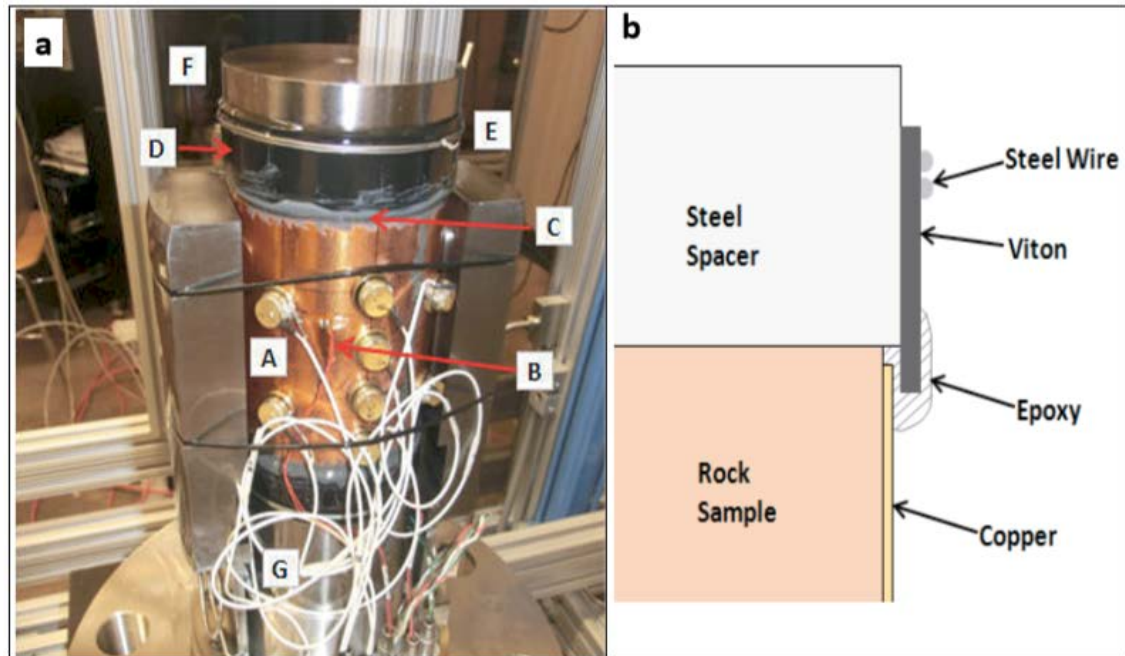 a
F
E
D
C
A
B
G
b
Steel Wire
Steel
Spacer
Viton
Epoxy
Rock
Sample
Copper